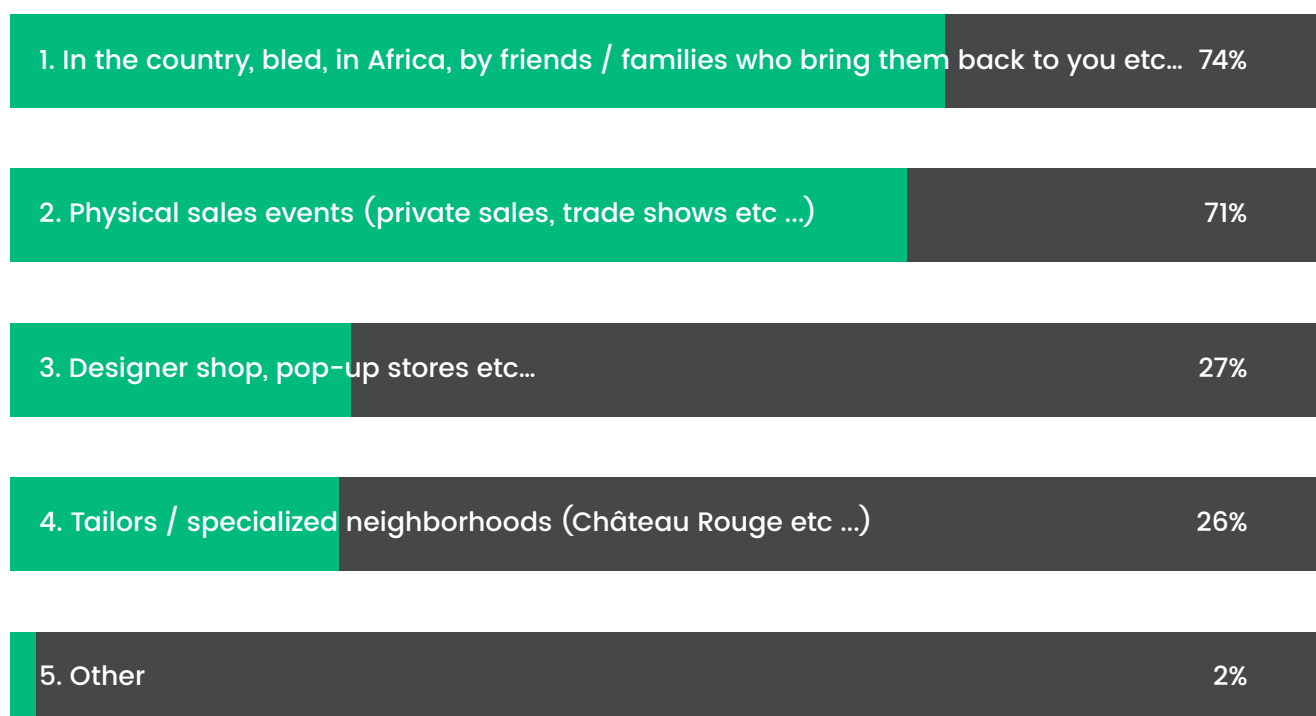 1. In the country, bled, in Africa, by friends / families who bring them back to you etc... 74%
2. Physical sales events (private sales, trade shows etc ...) 71%
3. Designer shop, pop-up stores etc... 27%
4. Tailors / specialized neighborhoods (Château Rouge etc ...) 26%
5. Other 2%